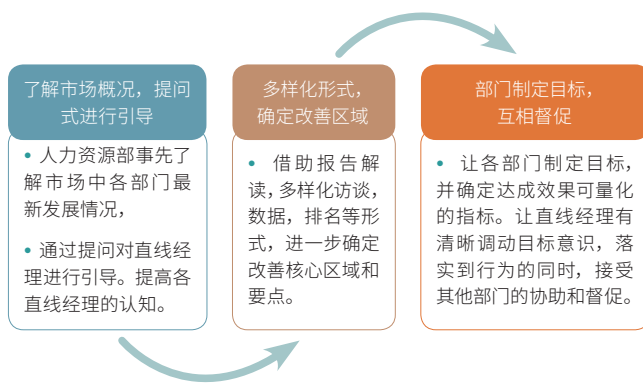 了解市场概况，提问
式进行引导
• 人力资源部事先了
解市场中各部门最
新发展情况，
• 通过提问对直线经
理进行引导。提高各
直线经理的认知。
多样化形式，
确定改善区域
• 借助报告解
读，多样化访谈，
数据，排名等形
式，进一步确定
改善核心区域和
要点。
部门制定目标，
互相督促
• 让各部门制定目标，
并确定达成效果可量化
的指标。让直线经理有
清晰调动目标意识，落
实到行为的同时，接受
其他部门的协助和督促。